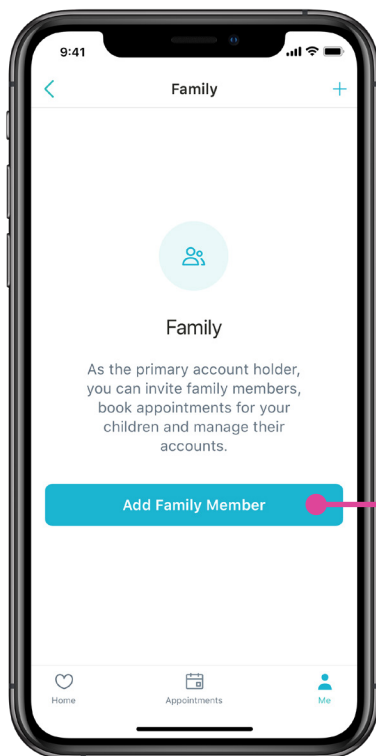 9:41
Family
Family
As the primary account holder,
you can invite family members,
book appointments for your
children and manage their
accounts.
Add Family Member
Home
Appointments
Me